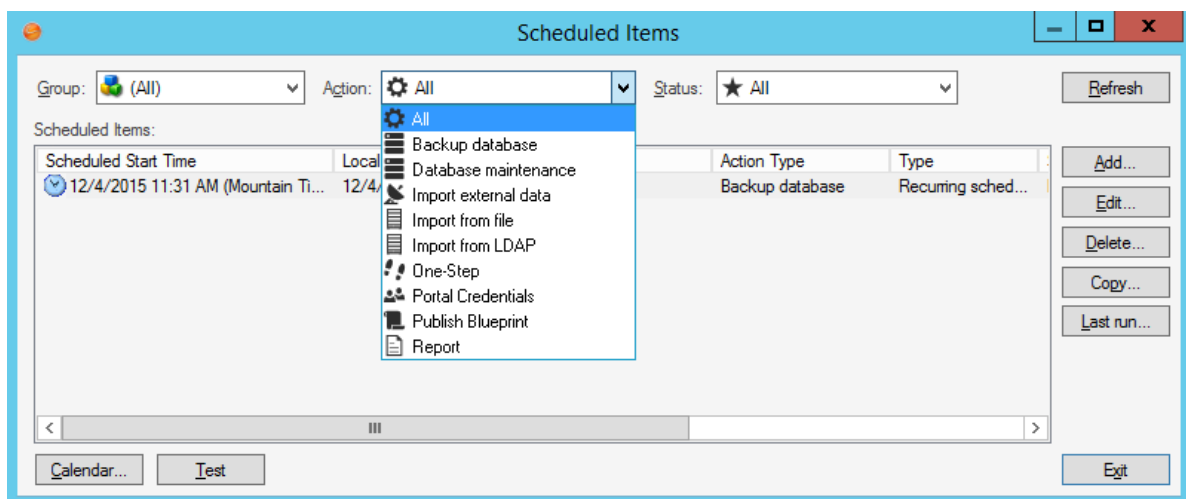 Scheduled Items
Group: (All) Action: All Status: All Refresh
All
Scheduled Items:
Backup database
Scheduled Start Time Local Action Type Type Add...
Database maintenance
12/4/2015 11:31 AM (Mountain Ti... 12/4/ Backup database Recurring sched...
Import external data
Edit...
Import from file
Import from LDAP Delete...
One-Step
Copy...
Portal Credentials
Publish Blueprint Last run...
Report
Calendar... Test Exit